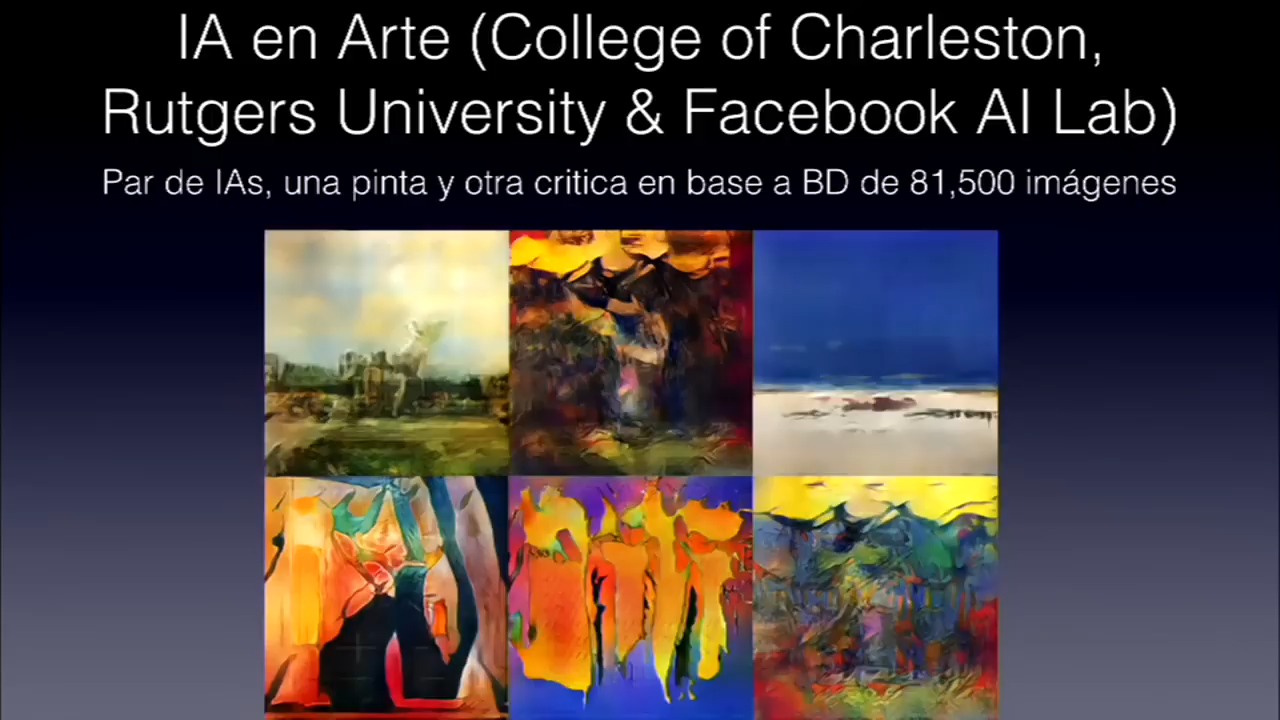 IA en Arte (College of Charleston,
Rutgers University & Facebook AI Lab)
Par de IAs, una pinta y otra critica en base a BD de 81,500 imágenes